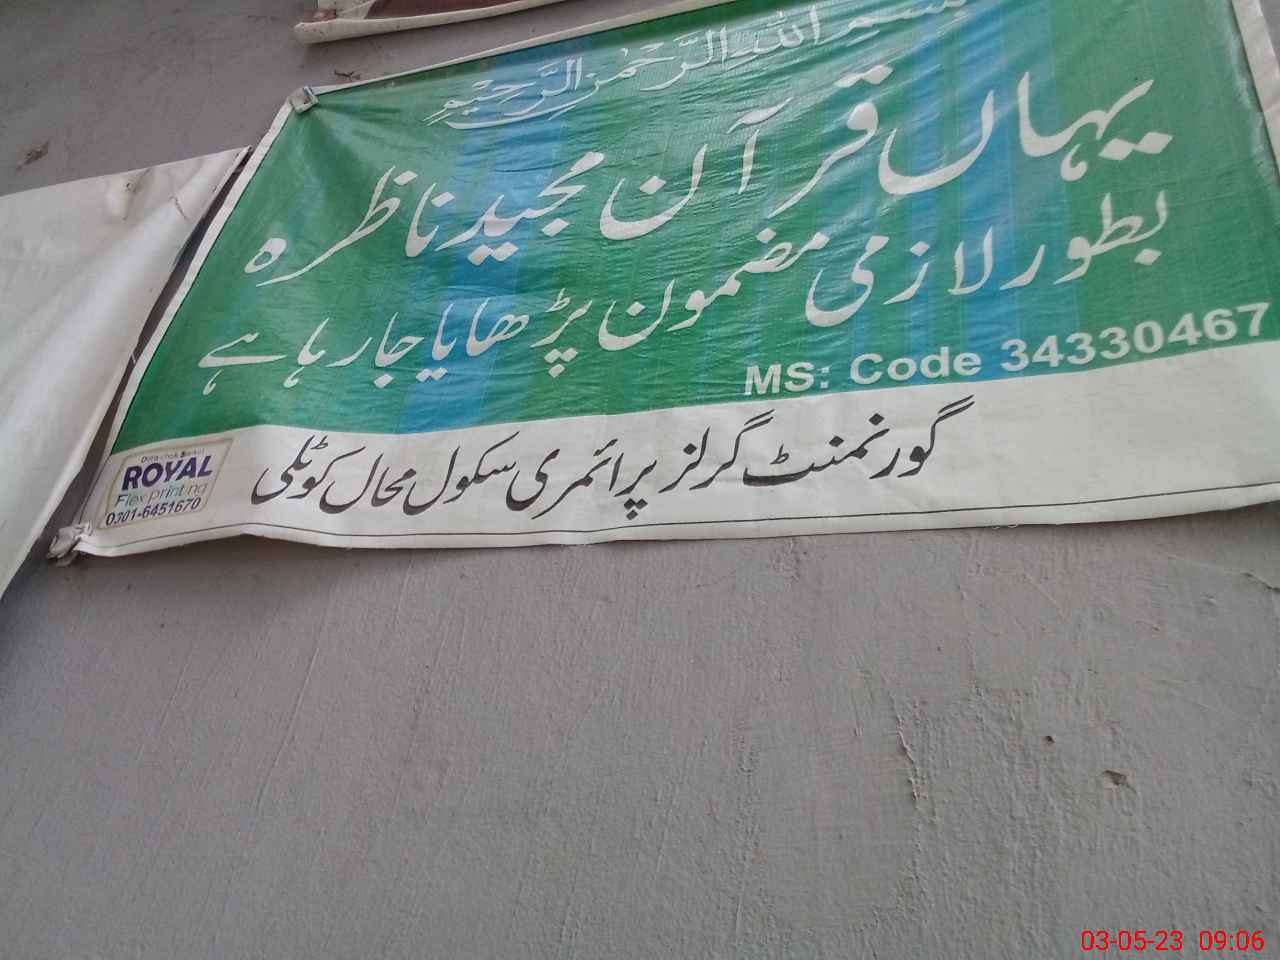 بسم اللہ الرحمن الرحیم
یہاں قرآن مجید ناظرہ
بطور لازمی مضمون پڑھایا جا رہا ہے
MS: Code 34330467
گورنمنٹ گرلز پرائمری سکول محال کوٹلی
ROYAL
Flex printing
0301-6451670
03-05-23 09:06